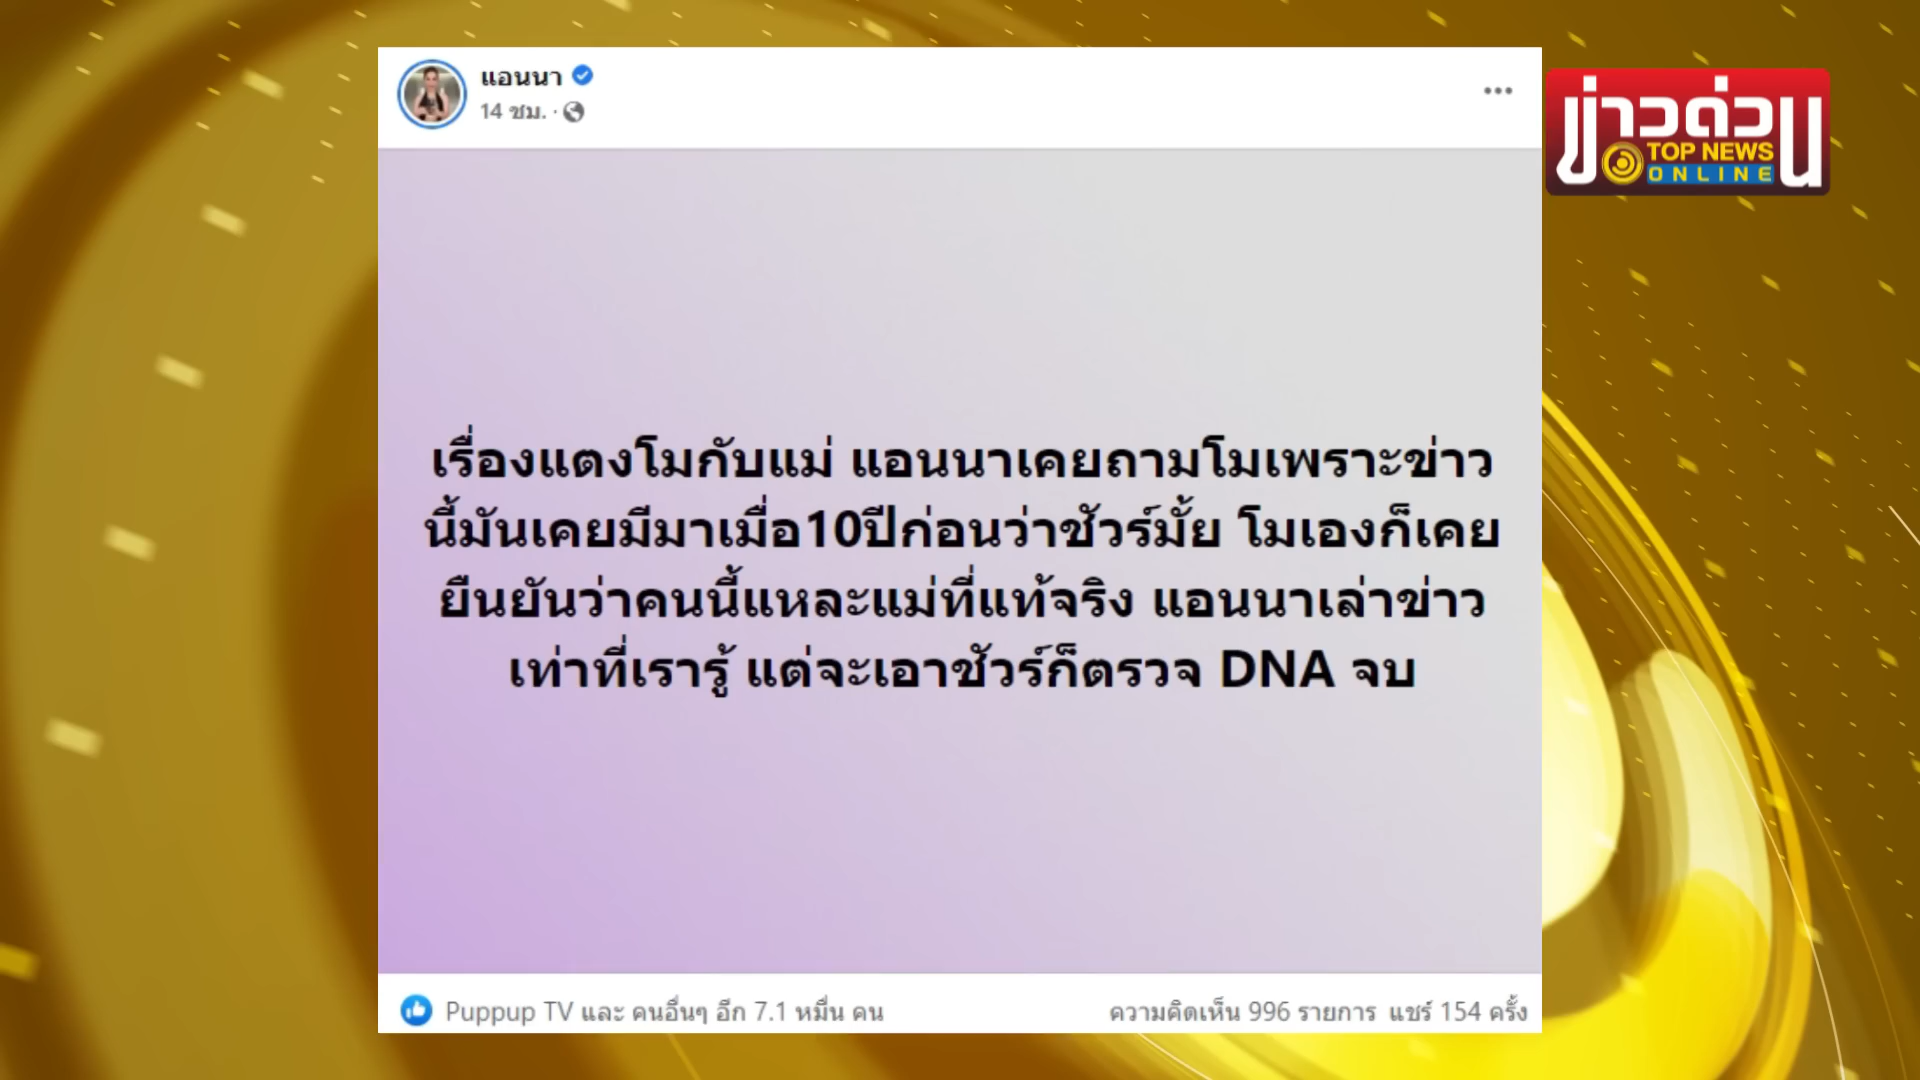 แอนนา
14 ชม. ·
ข่าวด่วน
TOP NEWS
ONLINE
เรื่องแตงโมกับแม่ แอนนาเคยถามโมเพราะข่าว
นี้มันเคยมีมาเมื่อ10ปีก่อนว่าชัวร์มั้ย โมเองก็เคย
ยืนยันว่าคนนี้แหละแม่ที่แท้จริง แอนนาเล่าข่าว
เท่าที่เรารู้ แต่จะเอาชัวร์ก็ตรวจ DNA จบ
Puppup TV และ คนอื่นๆ อีก 7.1 หมื่น คน
ความคิดเห็น 996 รายการ แชร์ 154 ครั้ง